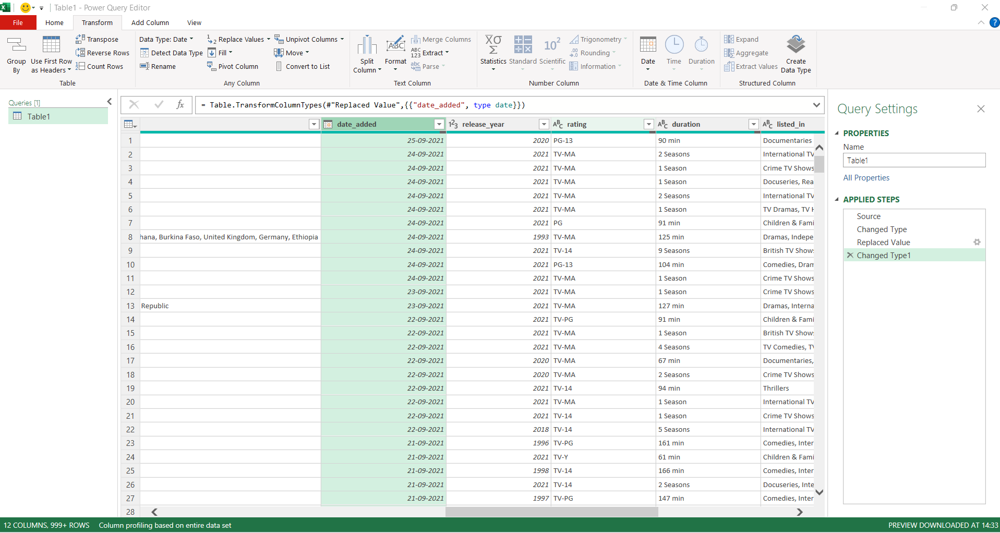 Table1 - Power Query Editor
File Home Transform Add Column View
Group By
Use First Row as Headers
Transpose
Reverse Rows
Count Rows
Table
Data Type: Date
Detect Data Type
Rename
Replace Values
Fill
Pivot Column
Unpivot Columns
Move
Convert to List
Any Column
Split Column
Format
Merge Columns
Extract
Parse
Text Column
Statistics
Standard
Scientific
Trigonometry
Rounding
Information
Number Column
Date
Time
Duration
Date & Time Column
Expand
Aggregate
Extract Values
Create Data Type
Structured Column
Queries [1]
Table1
fx = Table.TransformColumnTypes(#"Replaced Value",{{"date_added", type date}})
date_added 123 release_year ABC rating ABC duration ABC listed_in
1 25-09-2021 2020 PG-13 90 min Documentaries
2 24-09-2021 2021 TV-MA 2 Seasons International TV
3 24-09-2021 2021 TV-MA 1 Season Crime TV Shows
4 24-09-2021 2021 TV-MA 1 Season Docuseries, Rea
5 24-09-2021 2021 TV-MA 2 Seasons International TV
6 24-09-2021 2021 TV-MA 1 Season TV Dramas, TV H
7 24-09-2021 2021 PG 91 min Children & Fami
8 hana, Burkina Faso, United Kingdom, Germany, Ethiopia 24-09-2021 1993 TV-MA 125 min Dramas, Indepe
9 24-09-2021 2021 TV-14 9 Seasons British TV Shows
10 24-09-2021 2021 PG-13 104 min Comedies, Dram
11 24-09-2021 2021 TV-MA 1 Season Crime TV Shows
12 23-09-2021 2021 TV-MA 1 Season Crime TV Shows
13 Republic 23-09-2021 2021 TV-MA 127 min Dramas, Interna
14 22-09-2021 2021 TV-PG 91 min Children & Fami
15 22-09-2021 2021 TV-MA 1 Season British TV Shows
16 22-09-2021 2021 TV-MA 4 Seasons TV Comedies, TV
17 22-09-2021 2020 TV-MA 67 min Documentaries,
18 22-09-2021 2020 TV-MA 2 Seasons Crime TV Shows
19 22-09-2021 2021 TV-14 94 min Thrillers
20 22-09-2021 2021 TV-MA 1 Season International TV
21 22-09-2021 2021 TV-14 1 Season Crime TV Shows
22 22-09-2021 2018 TV-14 5 Seasons International TV
23 21-09-2021 1996 TV-PG 161 min Comedies, Inter
24 21-09-2021 2021 TV-Y 61 min Children & Fami
25 21-09-2021 1998 TV-14 166 min Comedies, Inter
26 21-09-2021 2021 TV-14 2 Seasons Docuseries, Inte
27 21-09-2021 1997 TV-PG 147 min Comedies, Inter
28
Query Settings
PROPERTIES
Name
Table1
All Properties
APPLIED STEPS
Source
Changed Type
Replaced Value
Changed Type1
12 COLUMNS, 999+ ROWS Column profiling based on entire data set PREVIEW DOWNLOADED AT 14:33